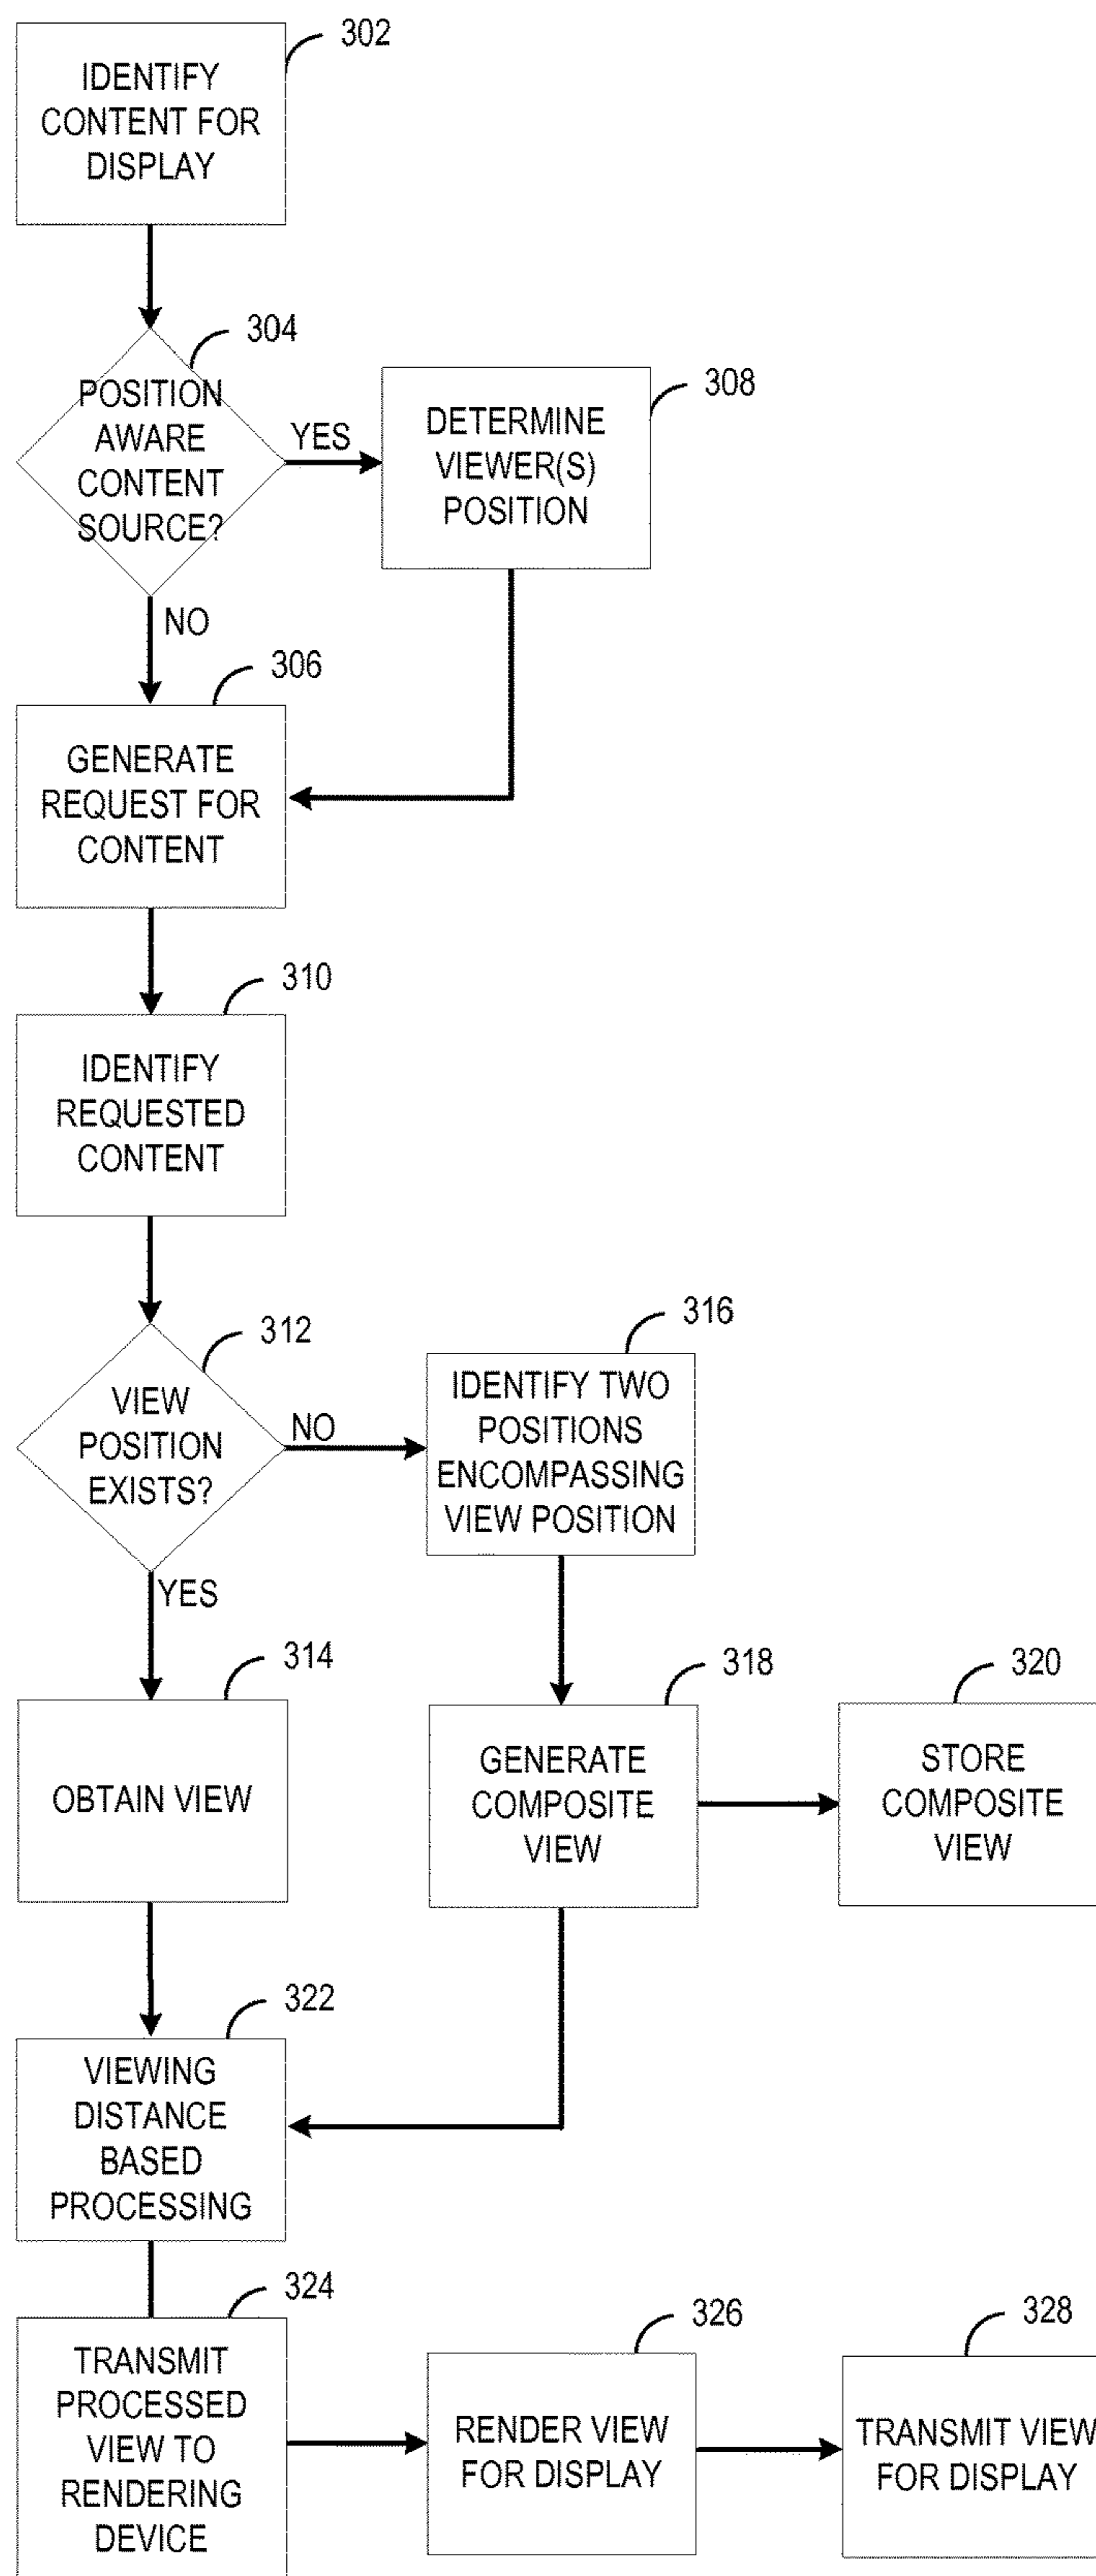 302
IDENTIFY
CONTENT FOR
DISPLAY
304
POSITION
AWARE
CONTENT
SOURCE?
YES
308
DETERMINE
VIEWER(S)
POSITION
NO
306
GENERATE
REQUEST FOR
CONTENT
310
IDENTIFY
REQUESTED
CONTENT
312
VIEW
POSITION
EXISTS?
NO
316
IDENTIFY TWO
POSITIONS
ENCOMPASSING
VIEW POSITION
YES
314
OBTAIN VIEW
318
GENERATE
COMPOSITE
VIEW
320
STORE
COMPOSITE
VIEW
322
VIEWING
DISTANCE
BASED
PROCESSING
324
TRANSMIT
PROCESSED
VIEW TO
RENDERING
DEVICE
326
RENDER VIEW
FOR DISPLAY
328
TRANSMIT VIEW
FOR DISPLAY